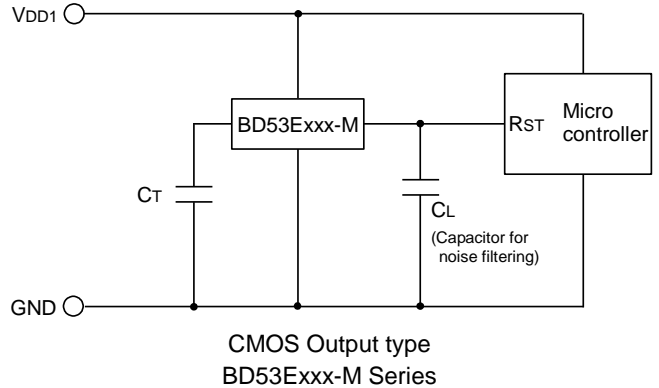 VDD1
BD53Exxx-M
RST
Micro
controller
CT
CL
(Capacitor for
noise filtering)
GND
CMOS Output type
BD53Exxx-M Series